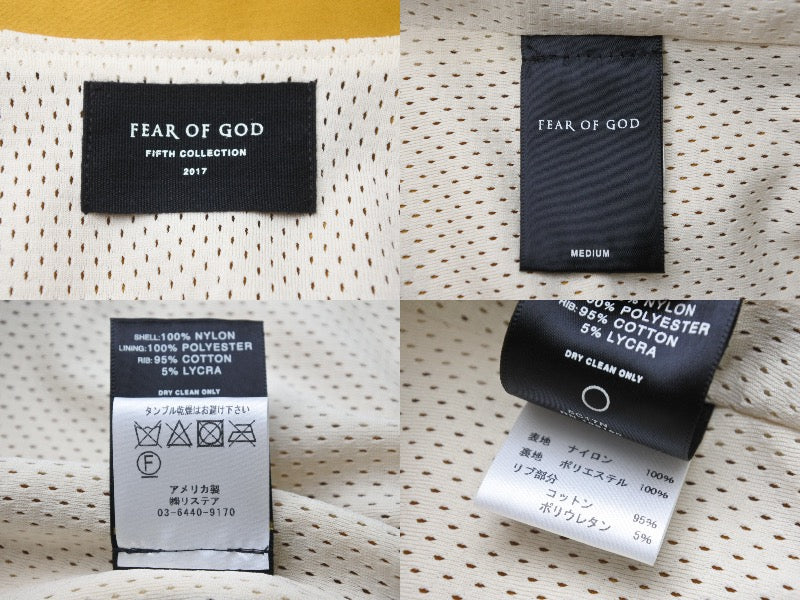 FEAR OF GOD
FIFTH COLLECTION
2017
FEAR OF GOD
MEDIUM
SHELL:100% NYLON
LINING:100% POLYESTER
RIB: 95% COTTON
5% LYCRA
DRY CLEAN ONLY
タンブル乾燥はお避け下さい
F
アメリカ製
㈱リステア
03-6440-9170
100% NYLON
100% POLYESTER
RIB: 95% COTTON
5% LYCRA
DRY CLEAN ONLY
表地 ナイロン 100%
裏地 ポリエステル 100%
リブ部分
コットン 95%
ポリウレタン 5%